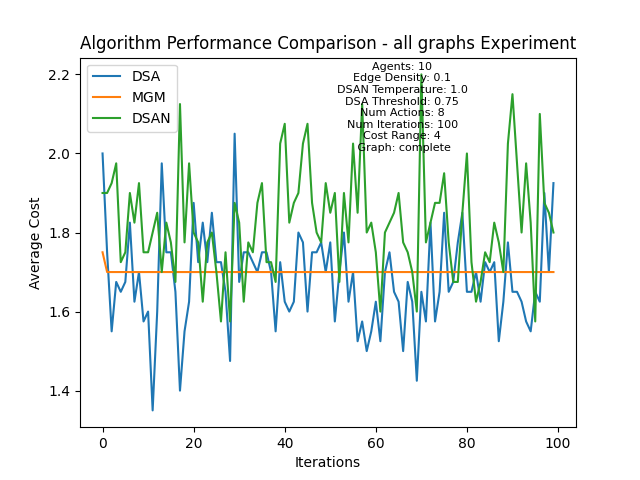 Algorithm Performance Comparison - all graphs Experiment
DSA
MGM
DSAN
Agents: 10
Edge Density: 0.1
DSAN Temperature: 1.0
DSA Threshold: 0.75
Num Actions: 8
Num Iterations: 100
Cost Range: 4
Graph: complete
Average Cost
2.2
2.0
1.8
1.6
1.4
0
20
40
60
80
100
Iterations